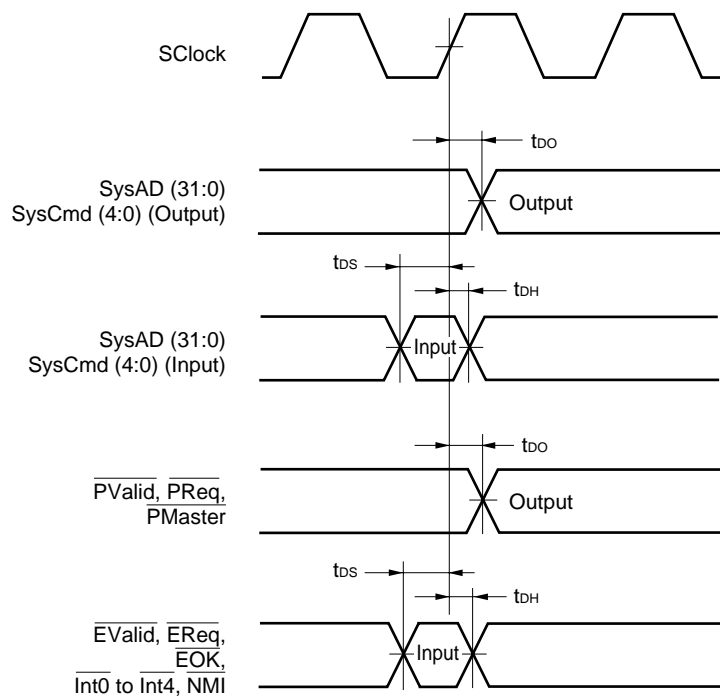 SClock
tDO
SysAD (31:0)
SysCmd (4:0) (Output)
Output
tDS
tDH
SysAD (31:0)
SysCmd (4:0) (Input)
Input
tDO
PValid, PReq,
PMaster
Output
tDS
tDH
EValid, EReq,
EOK,
Int0 to Int4, NMI
Input